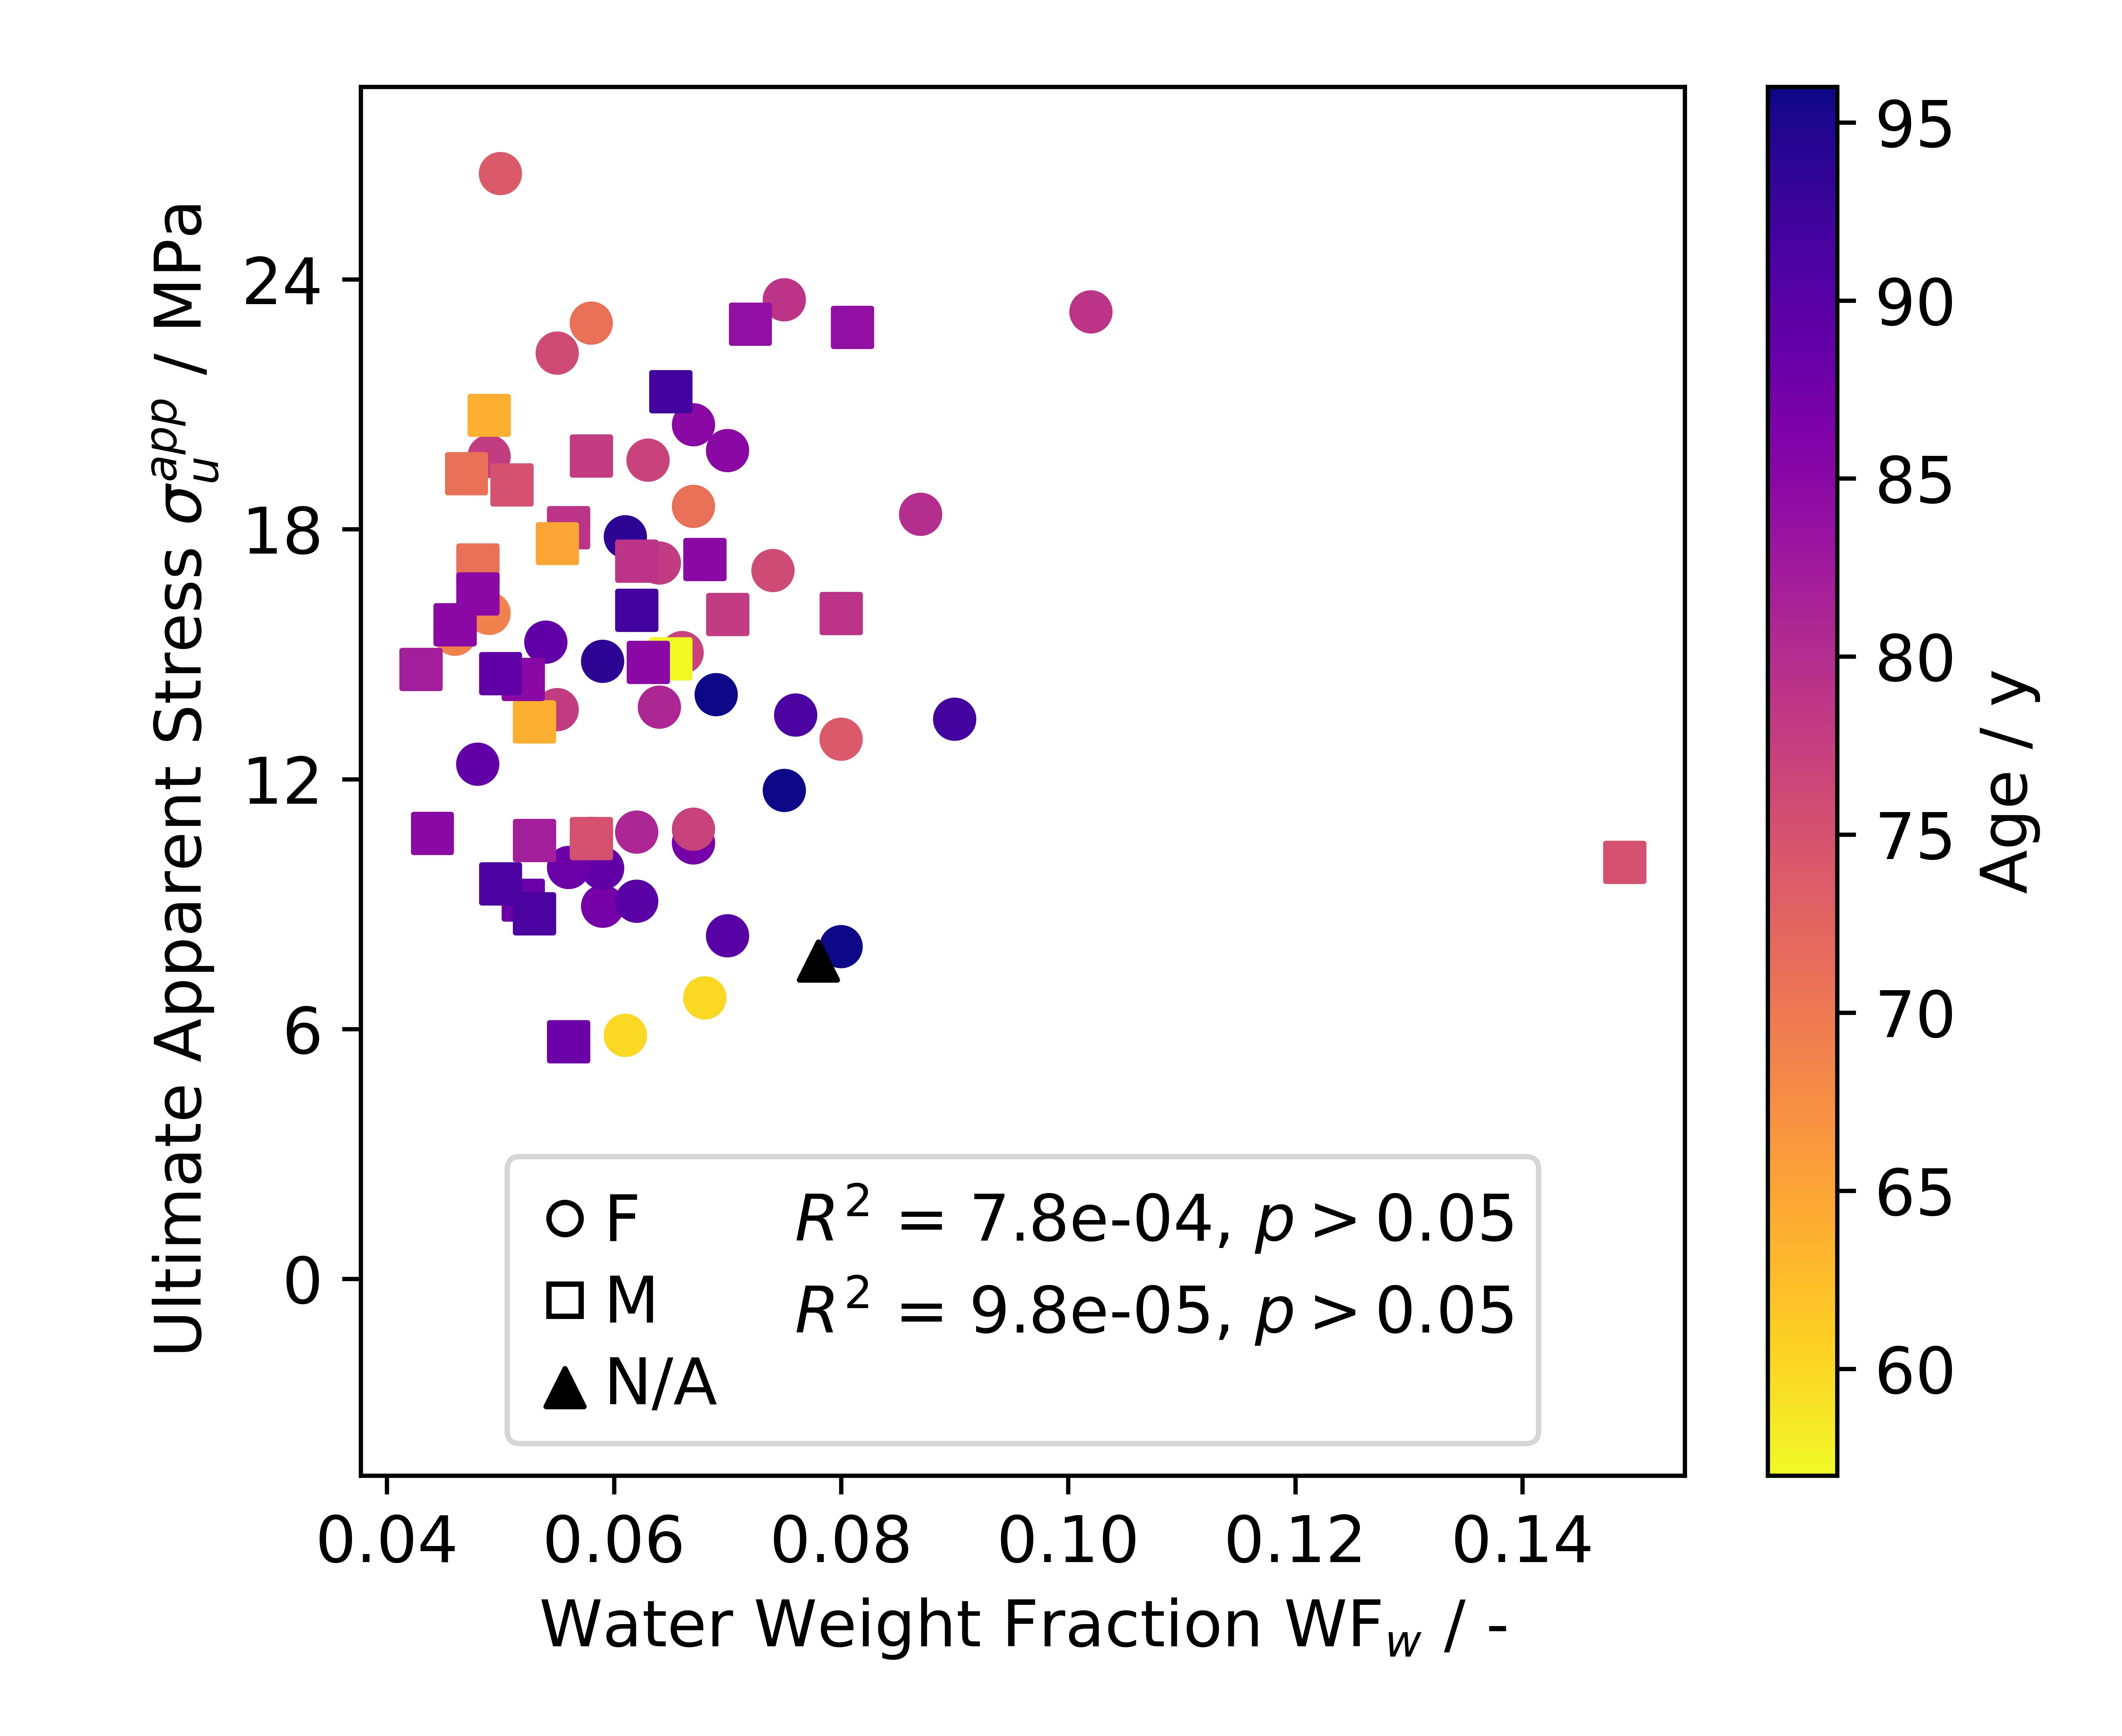 Ultimate Apparent Stress σ_u^app / MPa
24
18
12
6
0
0.04 0.06 0.08 0.10 0.12 0.14
Water Weight Fraction WF_w / -
F R² = 7.8e-04, p > 0.05
M R² = 9.8e-05, p > 0.05
N/A
95
90
85
80
75
70
65
60
Age / y